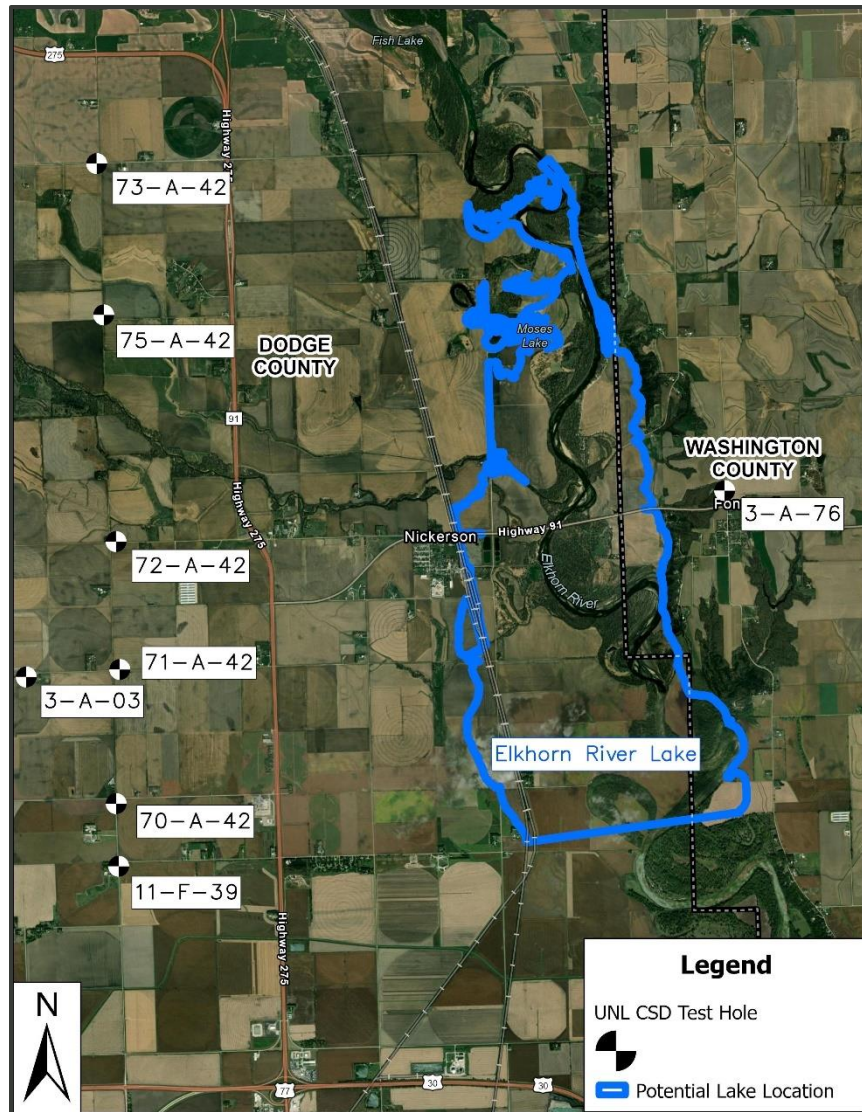 Fish Lake
275
Highway 275
73-A-42
75-A-42
DODGE
COUNTY
Moses
Lake
91
WASHINGTON
COUNTY
Highway 275
Nickerson
Highway 91
3-A-76
72-A-42
Elkhorn River
71-A-42
3-A-03
Elkhorn River Lake
70-A-42
11-F-39
Highway 275
N
77
30
30
Legend
UNL CSD Test Hole
Potential Lake Location